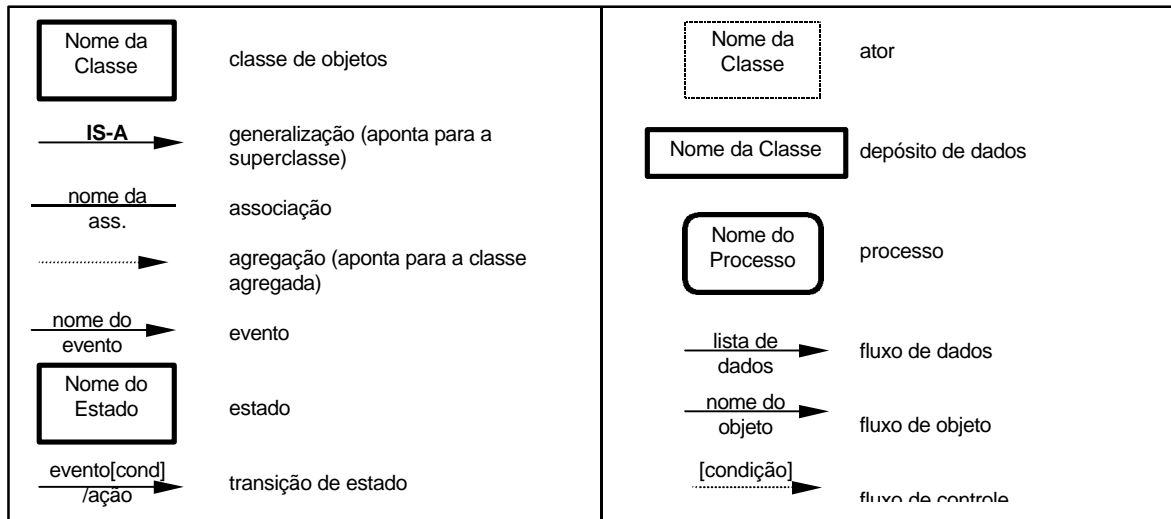 Nome da
Classe
classe de objetos
IS-A
generalização (aponta para a
superclasse)
nome da
ass.
associação
agregação (aponta para a classe
agregada)
nome do
evento
evento
Nome do
Estado
estado
evento[cond]
/ação
transição de estado
Nome da
Classe
ator
Nome da Classe
depósito de dados
Nome do
Processo
processo
lista de
dados
fluxo de dados
nome do
objeto
fluxo de objeto
[condição]
fluxo de controle